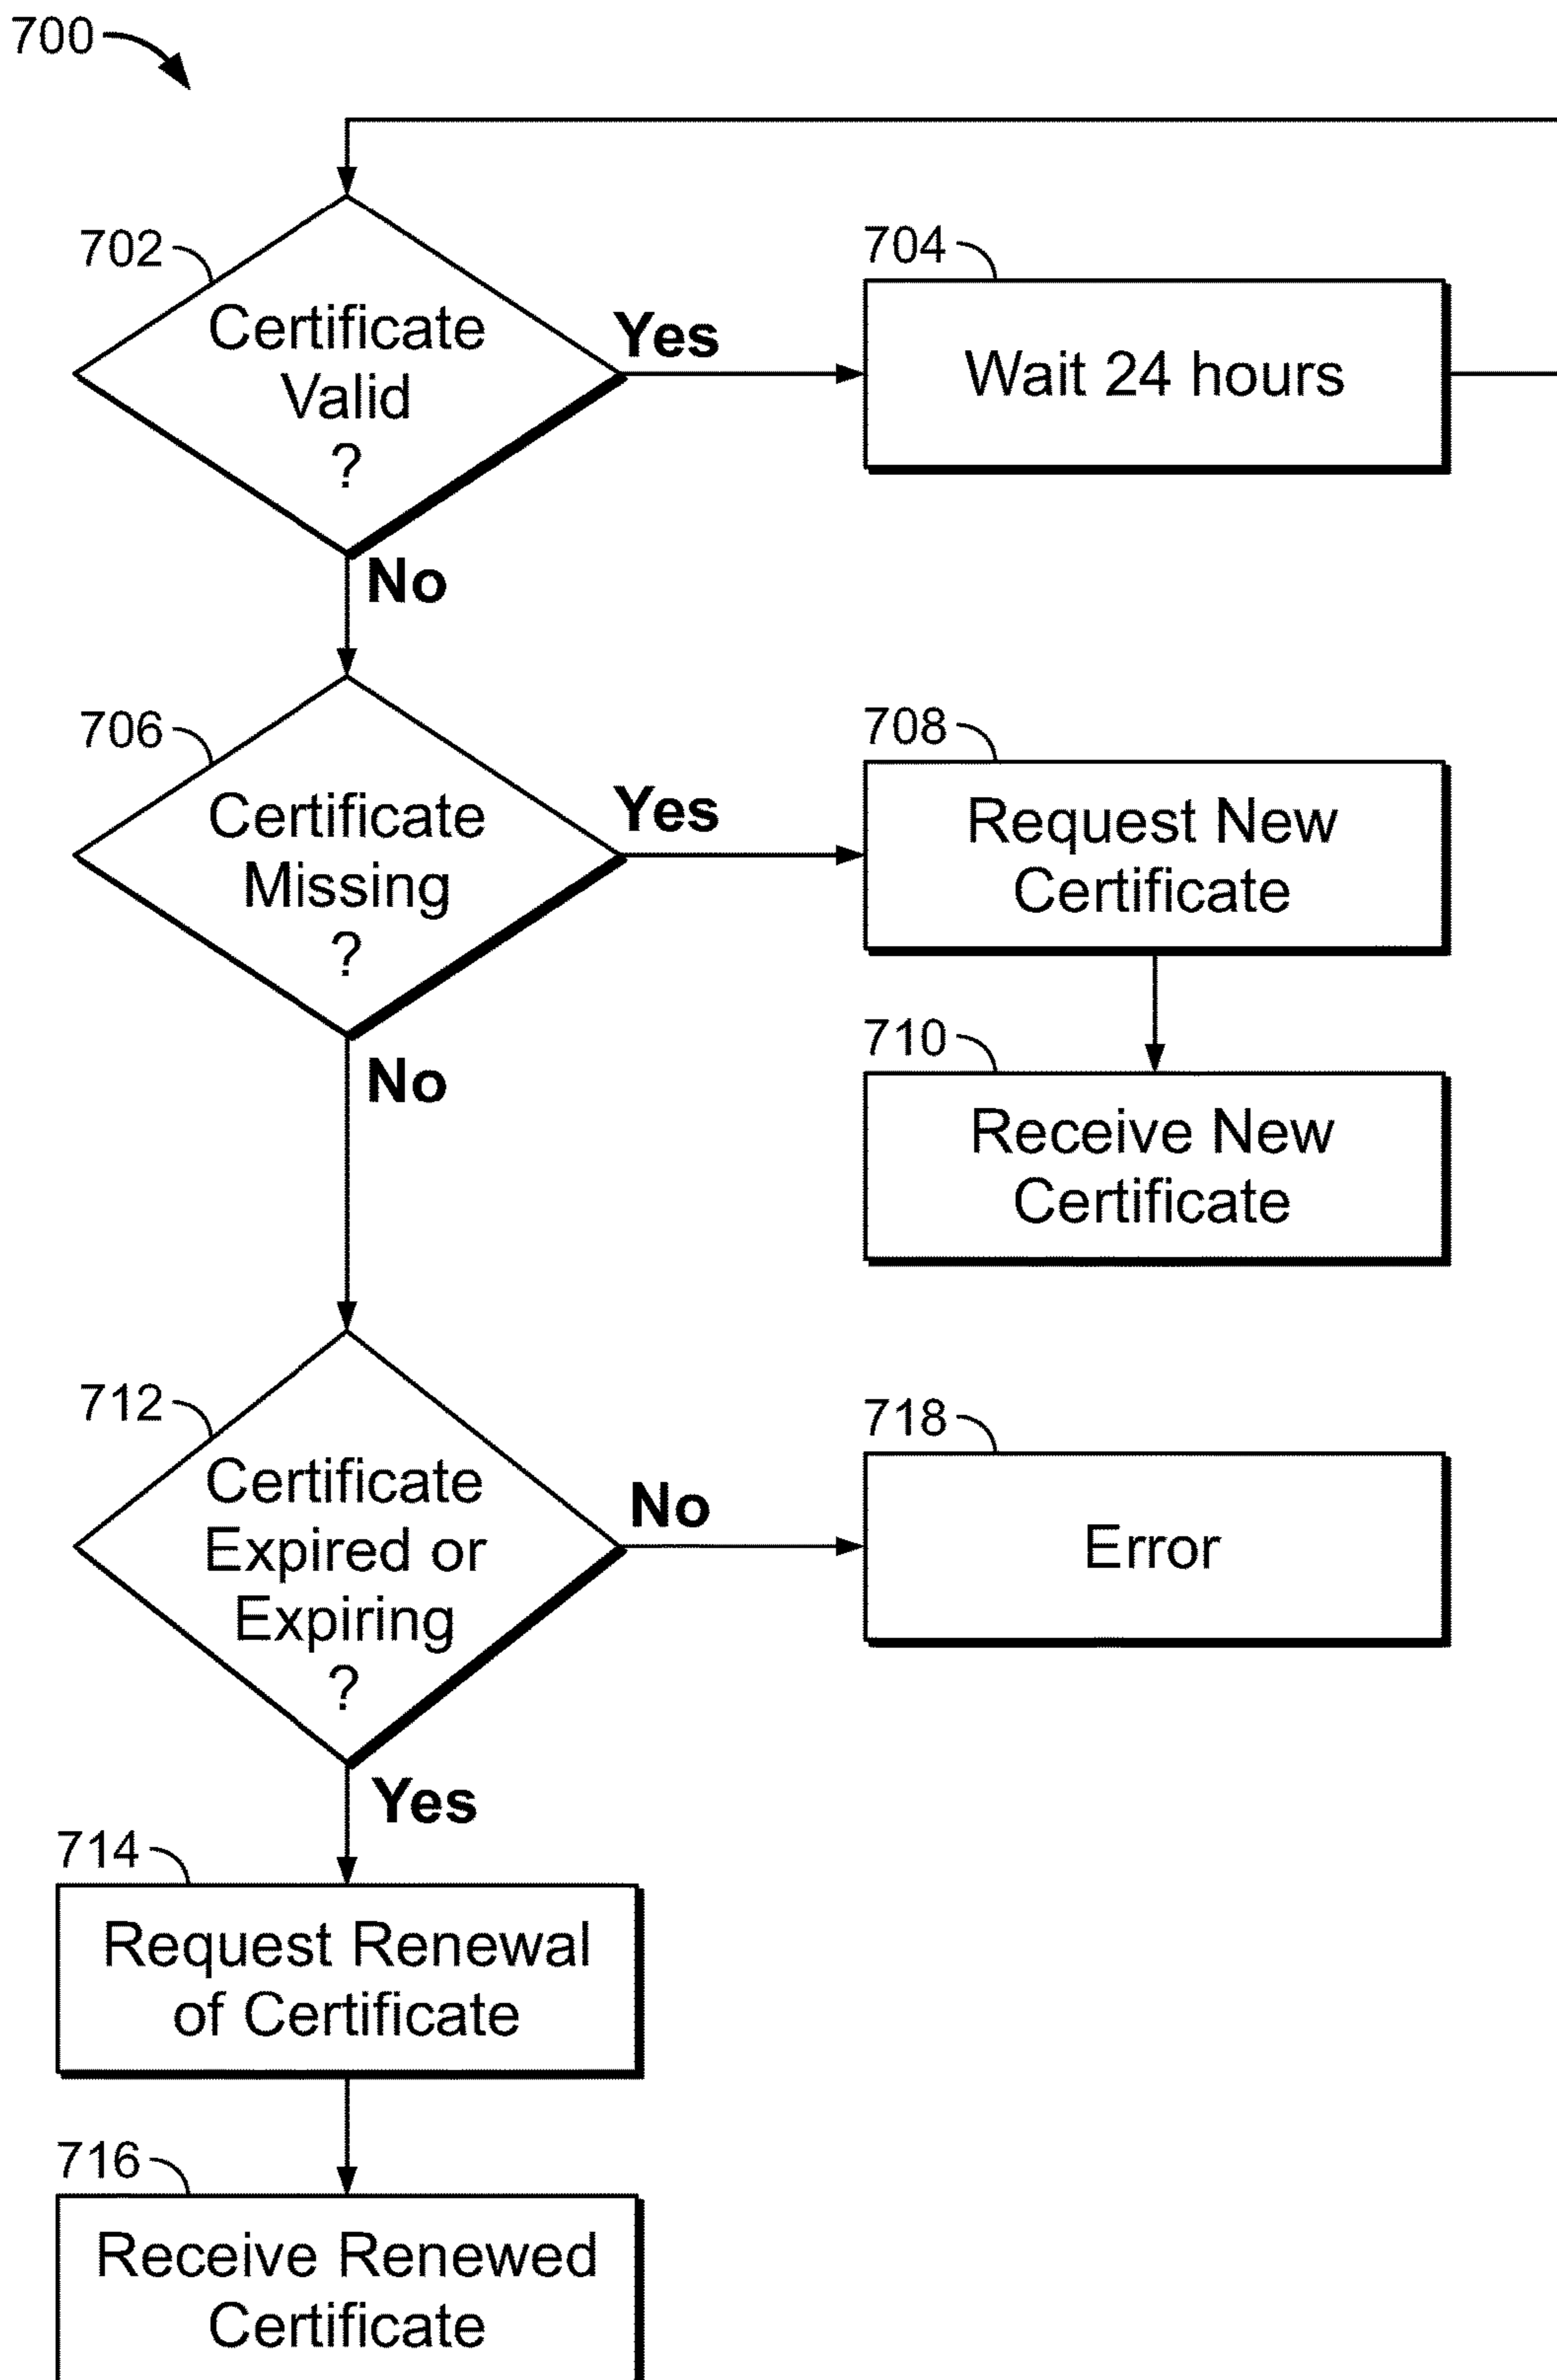 700
702
Certificate
Valid
?
Yes
704
Wait 24 hours
No
706
Certificate
Missing
?
Yes
708
Request New
Certificate
No
710
Receive New
Certificate
712
Certificate
Expired or
Expiring
?
No
718
Error
Yes
714
Request Renewal
of Certificate
716
Receive Renewed
Certificate